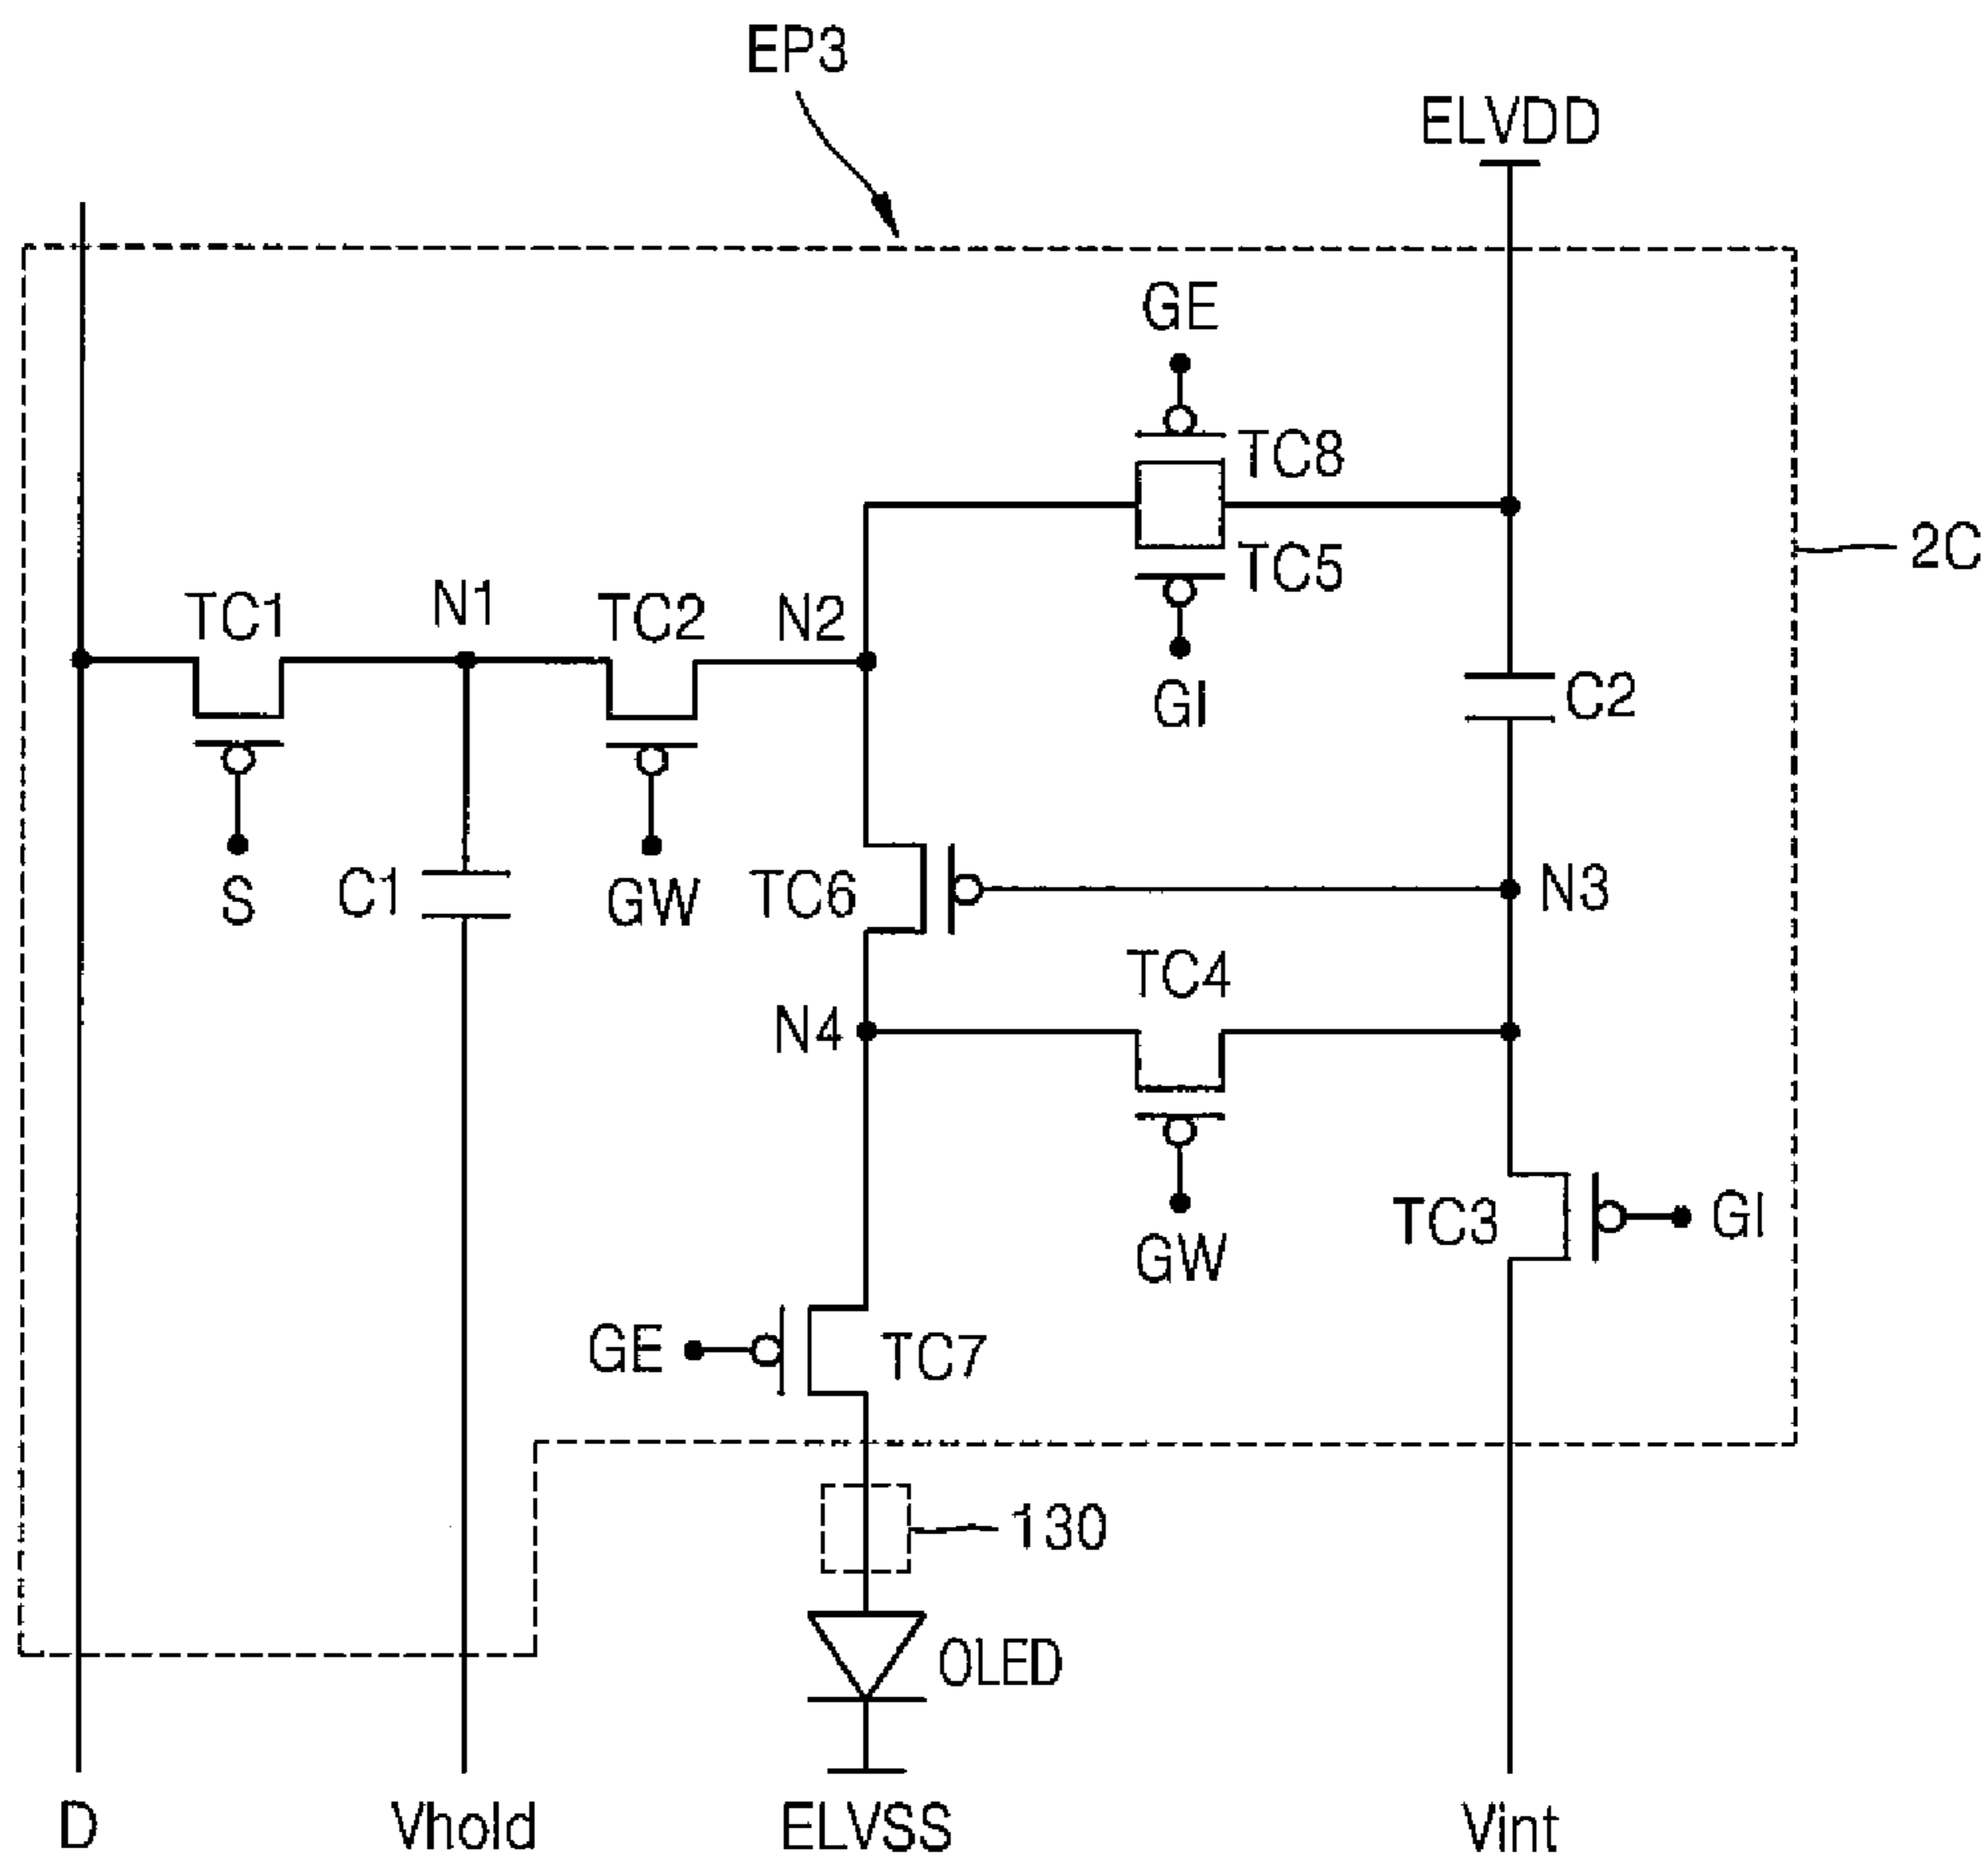 EP3
ELVDD
GE
TC8
2C
TC5
TC1
N1
TC2
N2
GI
C2
S
C1
GW
TC6
N3
TC4
N4
TC3
GI
GW
GE
TC7
130
OLED
D
Vhold
ELVSS
Vint